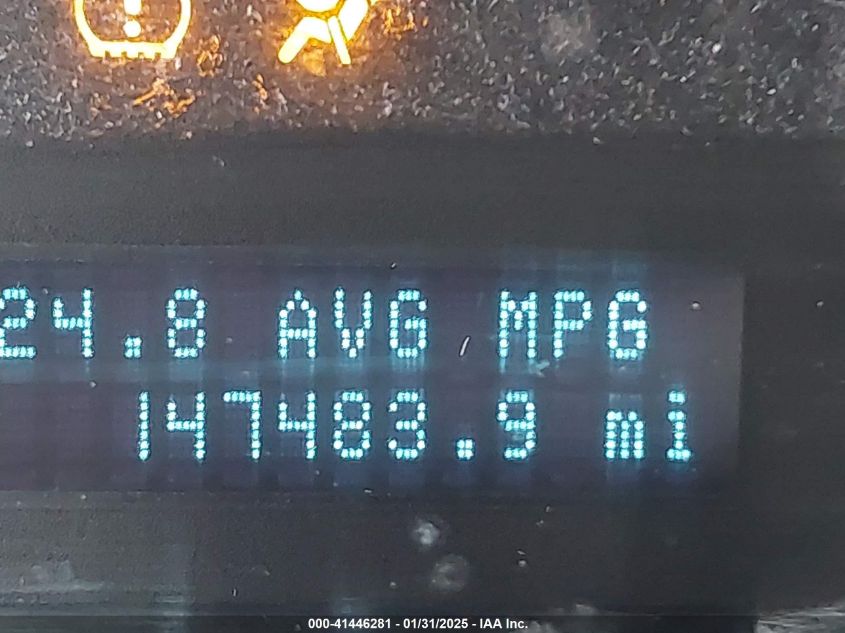 24.8 AVG MPG
147483.9 mi
000-41446281 - 01/31/2025 - IAA Inc.